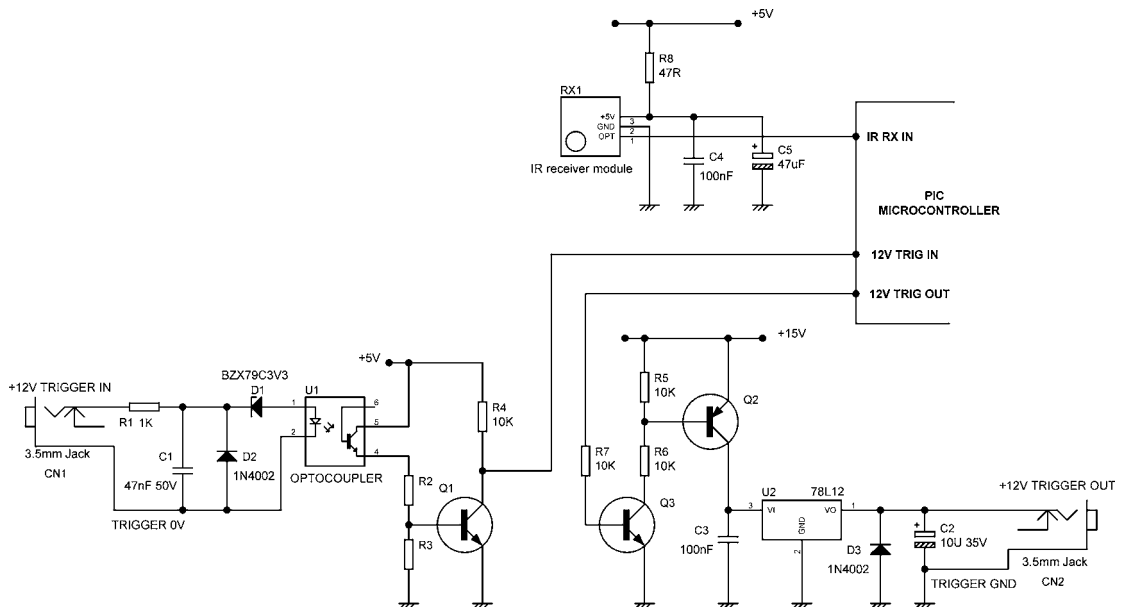 +5V
R8
47R
RX1
+5V
GND
OPT
3
2
1
IR receiver module
C4
100nF
+
C5
47uF
IR RX IN
PIC
MICROCONTROLLER
12V TRIG IN
12V TRIG OUT
+15V
+5V
+12V TRIGGER IN
R1 1K
3.5mm Jack
CN1
C1
47nF 50V
TRIGGER 0V
BZX79C3V3
D1
D2
1N4002
U1
1
2
6
5
4
OPTOCOUPLER
R4
10K
R2
R3
Q1
R5
10K
Q2
R7
10K
R6
10K
Q3
C3
100nF
U2
78L12
3
VI
VO
1
GND
2
D3
1N4002
+
C2
10U 35V
+12V TRIGGER OUT
3.5mm Jack
CN2
TRIGGER GND